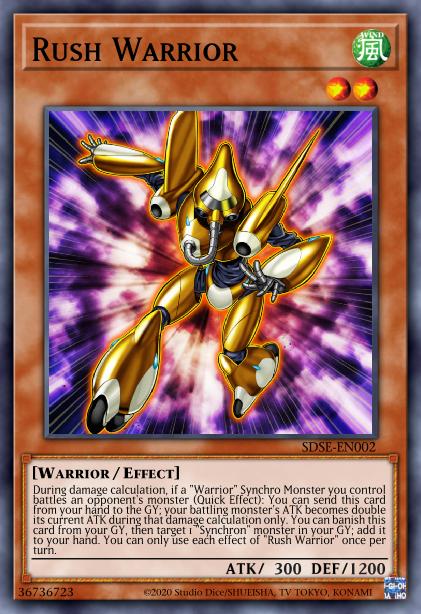 RUSH WARRIOR
WIND
風
SDSE-EN002
[WARRIOR / EFFECT]
During damage calculation, if a "Warrior" Synchro Monster you control
battles an opponent's monster (Quick Effect): You can send this card
from your hand to the GY; your battling monster's ATK becomes double
its current ATK during that damage calculation only. You can banish this
card from your GY, then target 1 "Synchron" monster in your GY; add it
to your hand. You can only use each effect of "Rush Warrior" once per
turn.
ATK/ 300 DEF/1200
36736723
©2020 Studio Dice/SHUEISHA, TV TOKYO, KONAMI